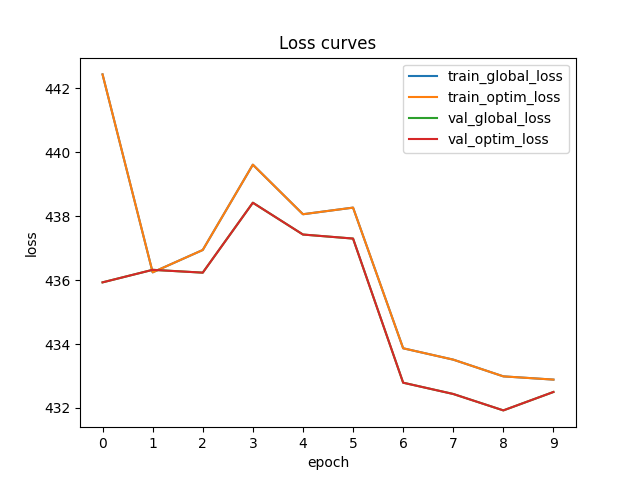 Loss curves
train_global_loss
train_optim_loss
val_global_loss
val_optim_loss
442
440
438
436
434
432
loss
0 1 2 3 4 5 6 7 8 9
epoch